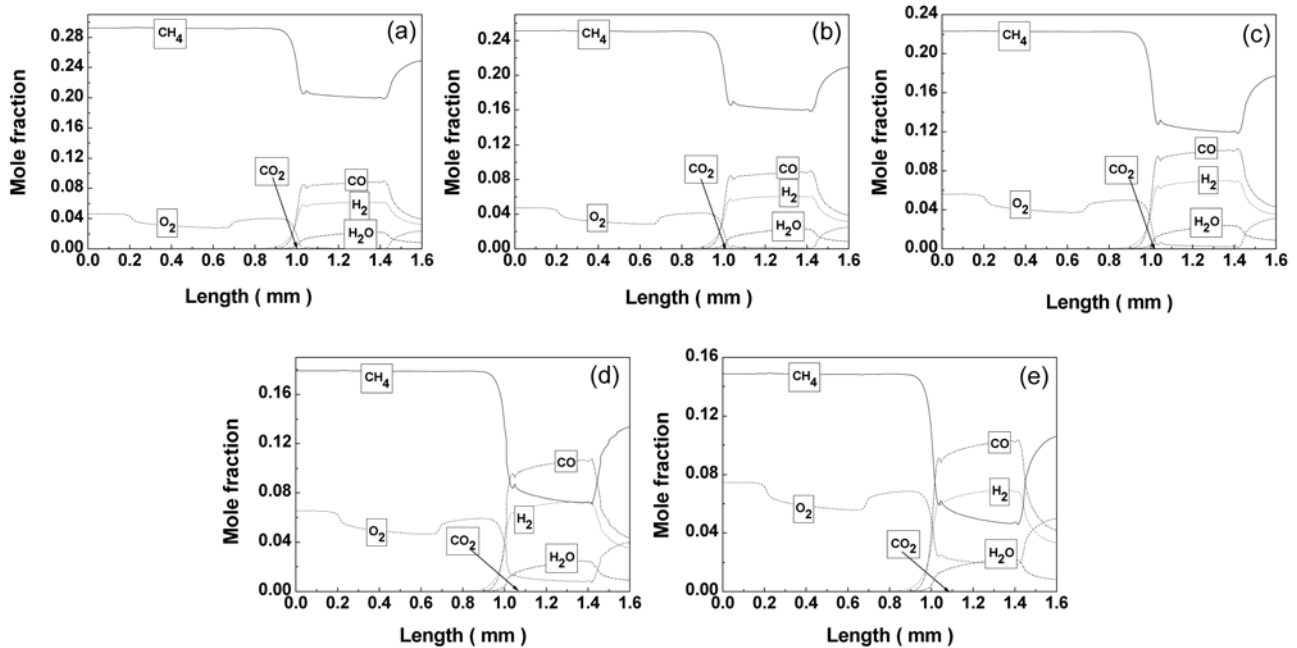 (a)
Mole fraction
0.28
0.24
0.20
0.16
0.12
0.08
0.04
0.00
CH4
CO2
CO
H2
O2
H2O
0.0 0.2 0.4 0.6 0.8 1.0 1.2 1.4 1.6
Length ( mm )
(b)
Mole fraction
0.24
0.20
0.16
0.12
0.08
0.04
0.00
CH4
CO2
CO
H2
O2
H2O
0.0 0.2 0.4 0.6 0.8 1.0 1.2 1.4 1.6
Length ( mm )
(c)
Mole fraction
0.24
0.20
0.16
0.12
0.08
0.04
0.00
CH4
CO2
CO
H2
O2
H2O
0.0 0.2 0.4 0.6 0.8 1.0 1.2 1.4 1.6
Length ( mm )
(d)
Mole fraction
0.16
0.12
0.08
0.04
0.00
CH4
CO
H2
O2
CO2
H2O
0.0 0.2 0.4 0.6 0.8 1.0 1.2 1.4 1.6
Length ( mm )
(e)
Mole fraction
0.16
0.12
0.08
0.04
0.00
CH4
CO
H2
O2
CO2
H2O
0.0 0.2 0.4 0.6 0.8 1.0 1.2 1.4 1.6
Length ( mm )